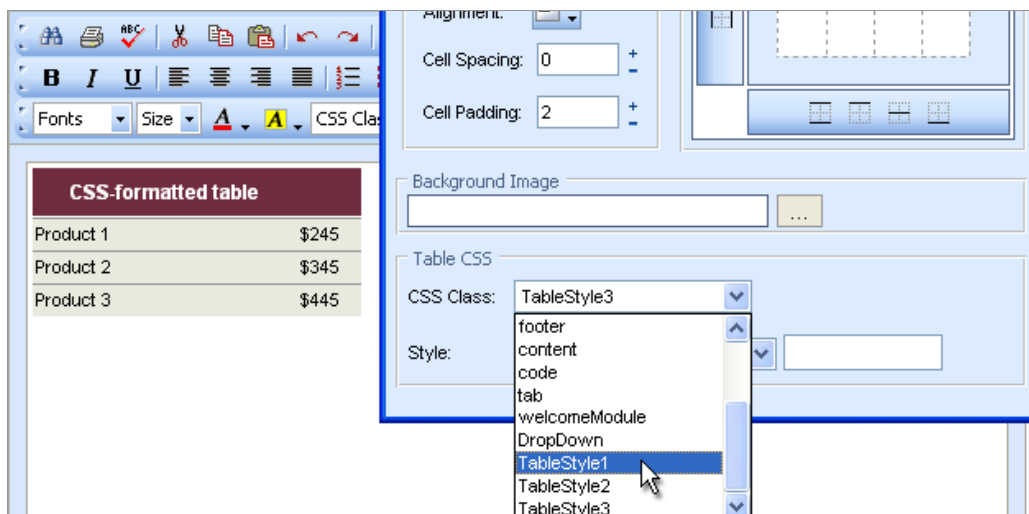 Alignment:
ABC
Cell Spacing: 0
B I U
Cell Padding: 2
Fonts Size A A CSS Cla
CSS-formatted table
Product 1 $245
Product 2 $345
Product 3 $445
Background Image
...
Table CSS
CSS Class: TableStyle3
footer
Style:
content
code
tab
welcomeModule
DropDown
TableStyle1
TableStyle2
TableStyle3